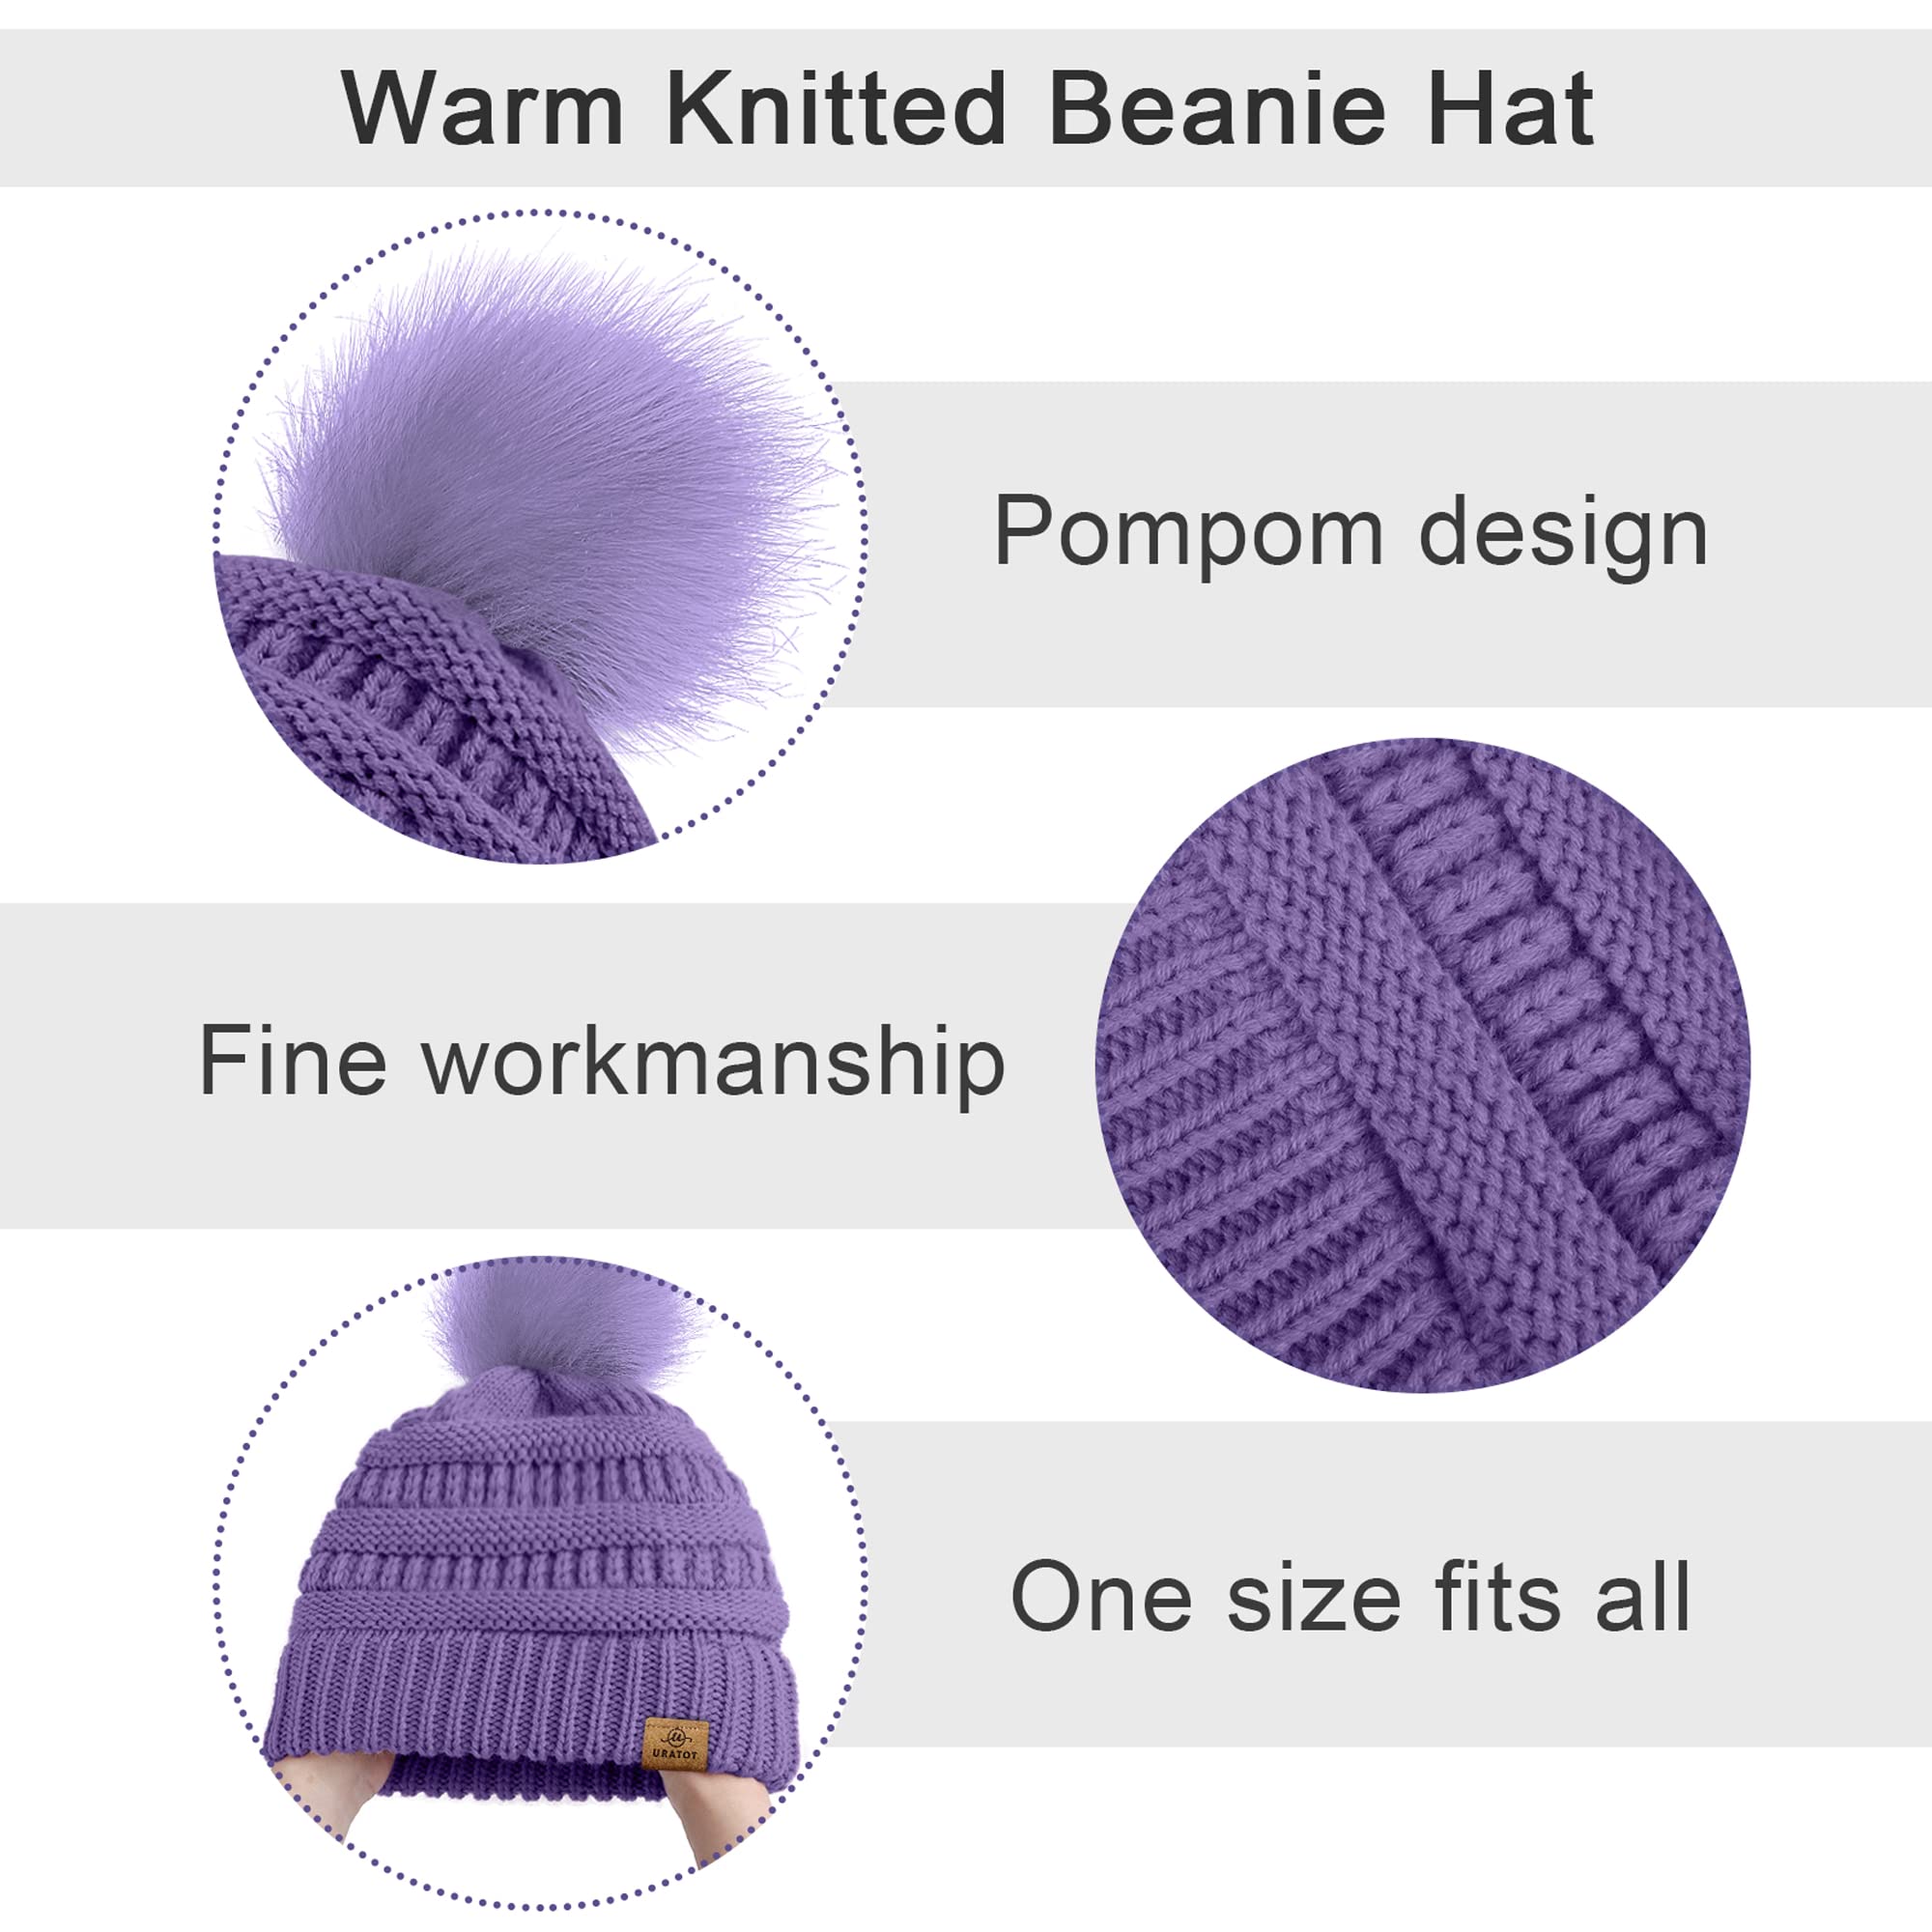 Warm Knitted Beanie Hat
Pompom design
Fine workmanship
One size fits all
URATOT